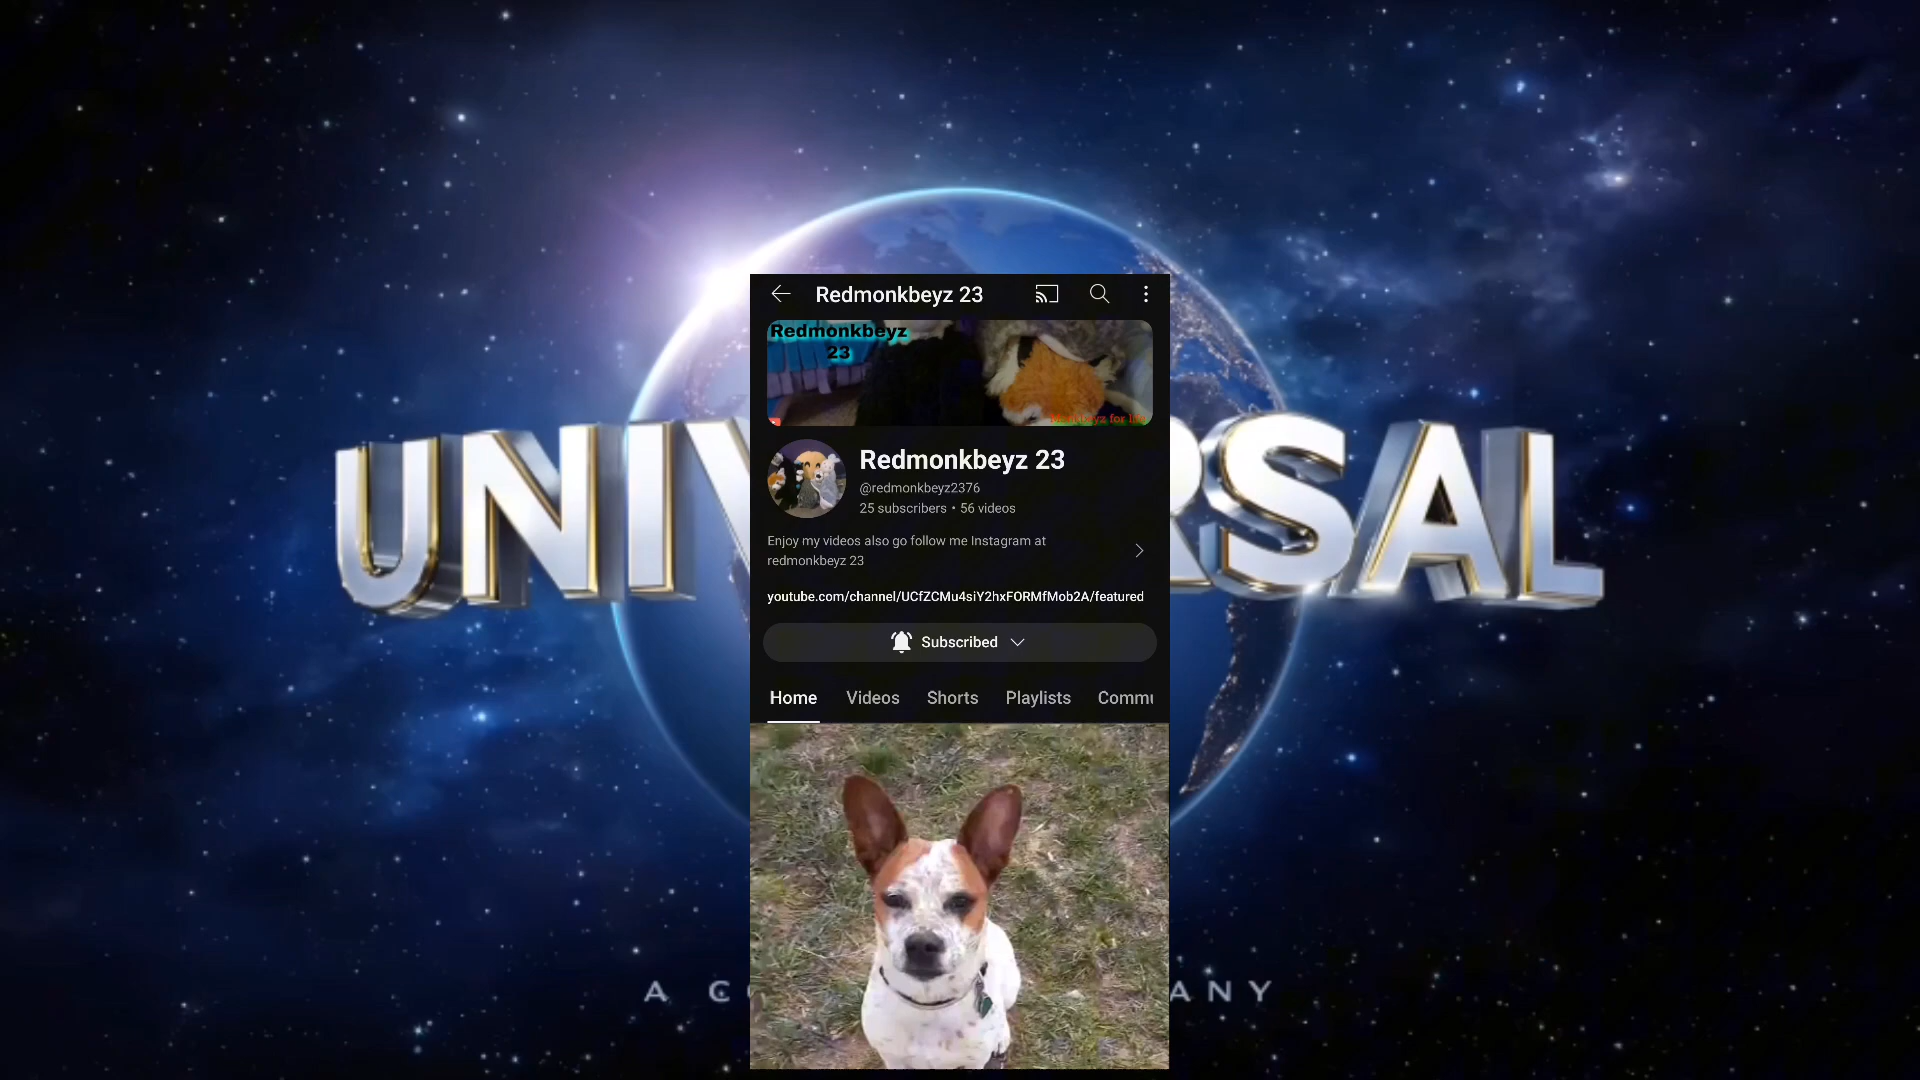 Redmonkbeyz 23
Redmonkbeyz
23
Redmonkbeyz 23
@redmonkbeyz2376
25 subscribers • 56 videos
Enjoy my videos also go follow me Instagram at
redmonkbeyz 23
youtube.com/channel/UCfZCMu4siY2hxFORMfMob2A/featured
Subscribed
Home Videos Shorts Playlists Commu
UNIV RSAL
A C ANY